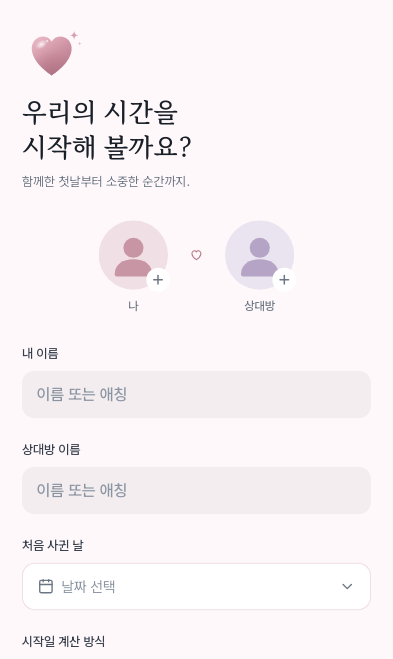 우리의 시간을
시작해 볼까요?
함께한 첫날부터 소중한 순간까지.
나
상대방
내 이름
이름 또는 애칭
상대방 이름
이름 또는 애칭
처음 사귄 날
날짜 선택
시작일 계산 방식